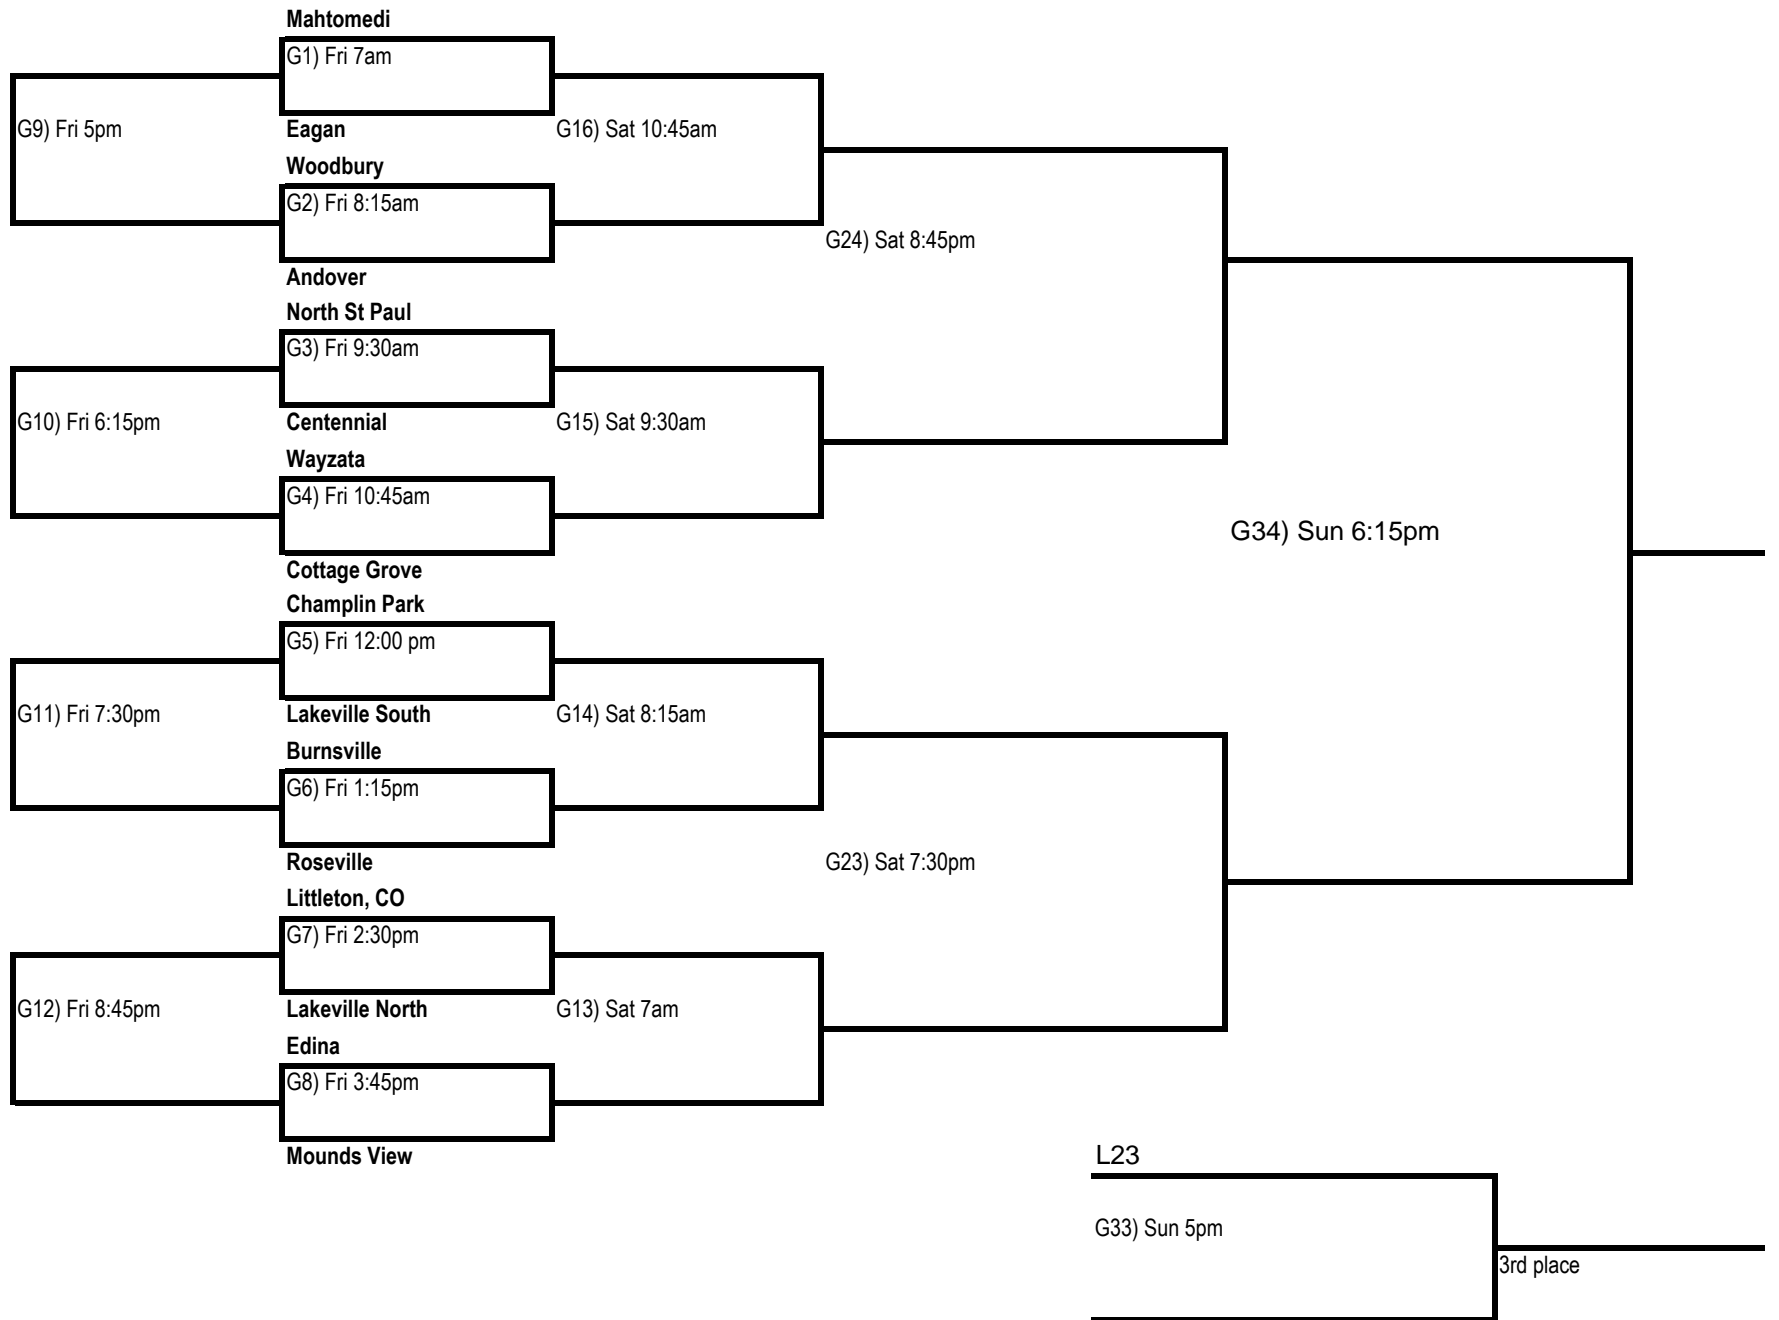 Mahtomedi
G1) Fri 7am
G9) Fri 5pm
Eagan
G16) Sat 10:45am
Woodbury
G2) Fri 8:15am
G24) Sat 8:45pm
Andover
North St Paul
G3) Fri 9:30am
G10) Fri 6:15pm
Centennial
G15) Sat 9:30am
Wayzata
G4) Fri 10:45am
G34) Sun 6:15pm
Cottage Grove
Champlin Park
G5) Fri 12:00 pm
G11) Fri 7:30pm
Lakeville South
G14) Sat 8:15am
Burnsville
G6) Fri 1:15pm
Roseville
G23) Sat 7:30pm
Littleton, CO
G7) Fri 2:30pm
G12) Fri 8:45pm
Lakeville North
G13) Sat 7am
Edina
G8) Fri 3:45pm
Mounds View
L23
G33) Sun 5pm
3rd place